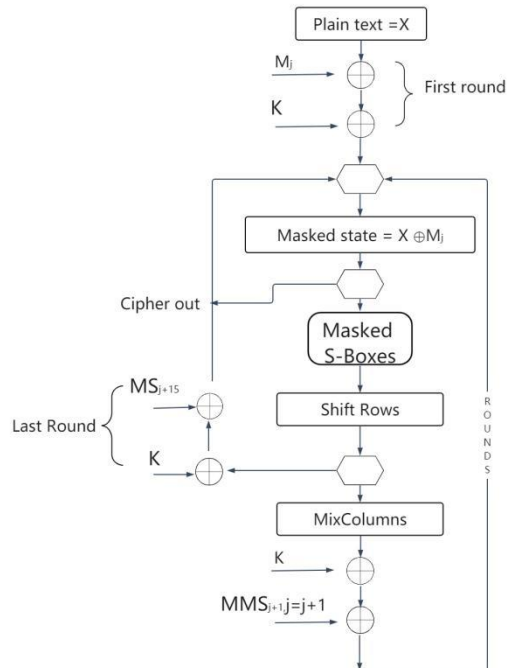 Plain text =X
Mj
First round
K
Masked state = X ⊕Mj
Cipher out
Masked
S-Boxes
MSj+15
Shift Rows
Last Round
K
ROUNDS
MixColumns
K
MMSj+1,j=j+1